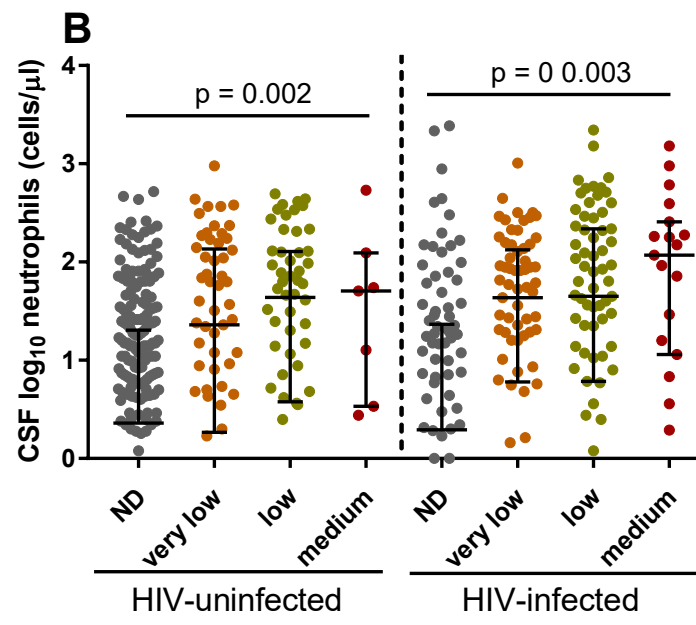 B
CSF log10 neutrophils (cells/µl)
4
3
2
1
0
p = 0.002
p = 0 0.003
ND
very low
low
medium
ND
very low
low
medium
HIV-uninfected
HIV-infected